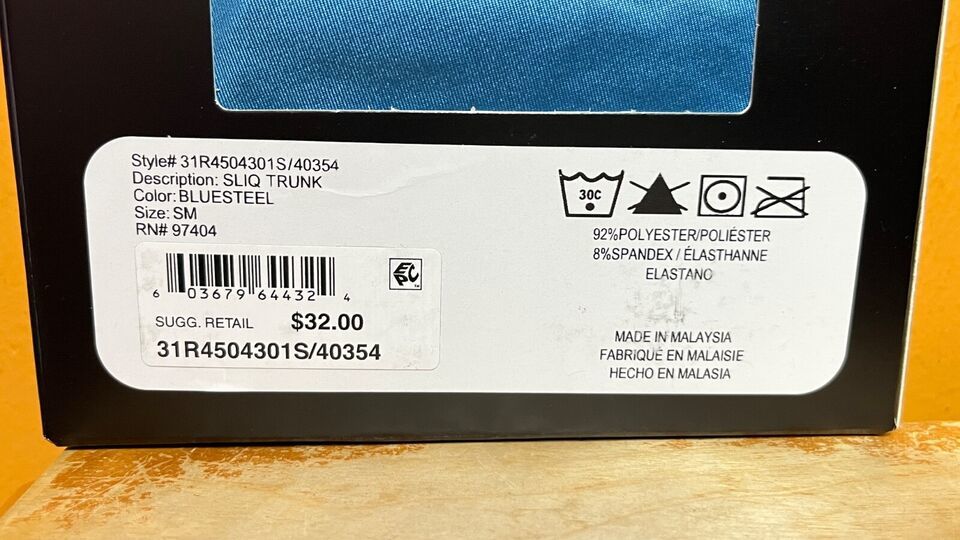 Style# 31R4504301S/40354
Description: SLIQ TRUNK
Color: BLUESTEEL
Size: SM
RN# 97404
6 03679 64432 4
EPC
SUGG. RETAIL $32.00
31R4504301S/40354
30C
92%POLYESTER/POLIÉSTER
8%SPANDEX / ÉLASTHANNE
ELASTANO
MADE IN MALAYSIA
FABRIQUÉ EN MALAISIE
HECHO EN MALASIA